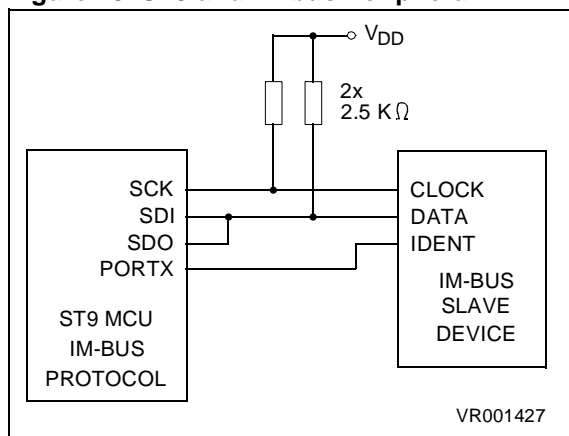 VDD
2x
2.5 KΩ
SCK
SDI
SDO
PORTX
ST9 MCU
IM-BUS
PROTOCOL
CLOCK
DATA
IDENT
IM-BUS
SLAVE
DEVICE
VR001427